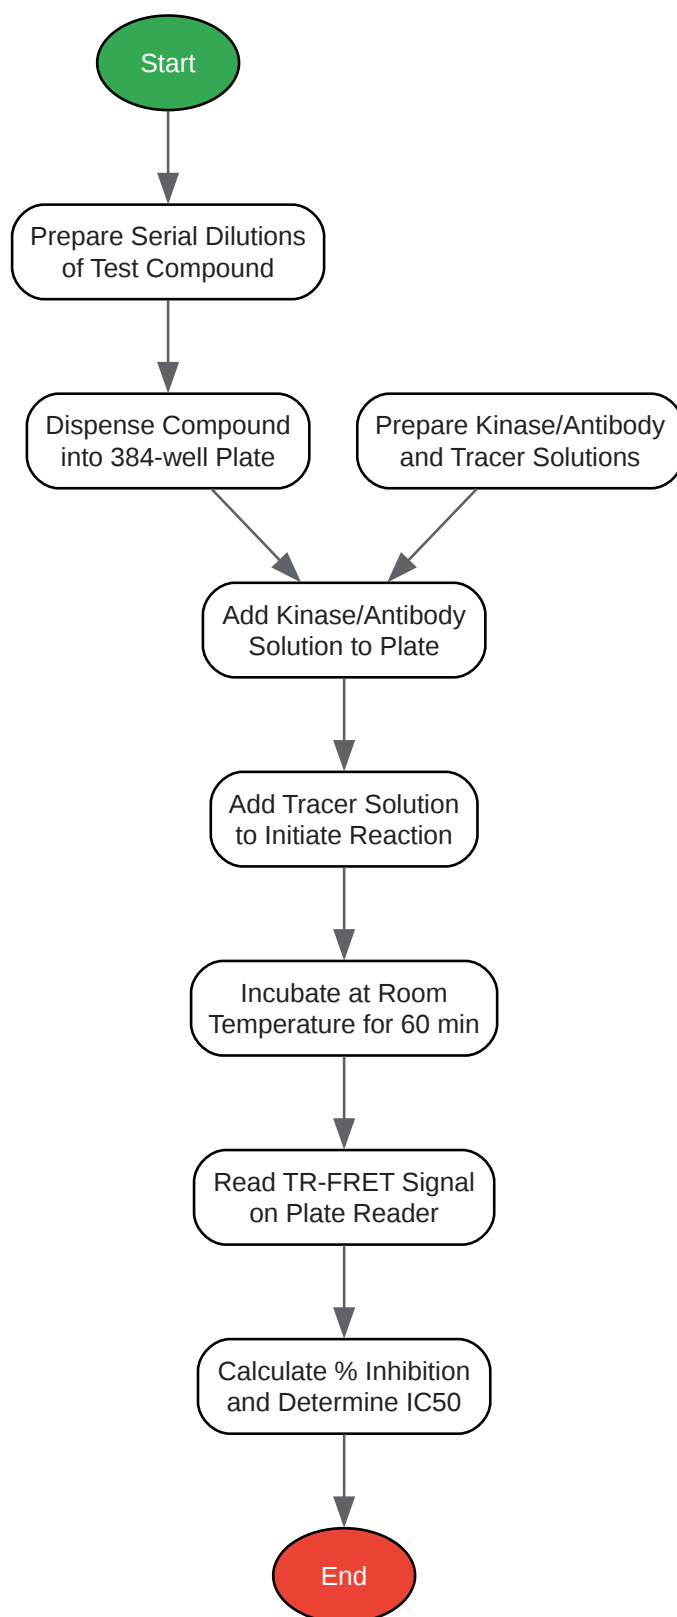 Start
Prepare Serial Dilutions
of Test Compound
Dispense Compound
into 384-well Plate
Prepare Kinase/Antibody
and Tracer Solutions
Add Kinase/Antibody
Solution to Plate
Add Tracer Solution
to Initiate Reaction
Incubate at Room
Temperature for 60 min
Read TR-FRET Signal
on Plate Reader
Calculate % Inhibition
and Determine IC50
End